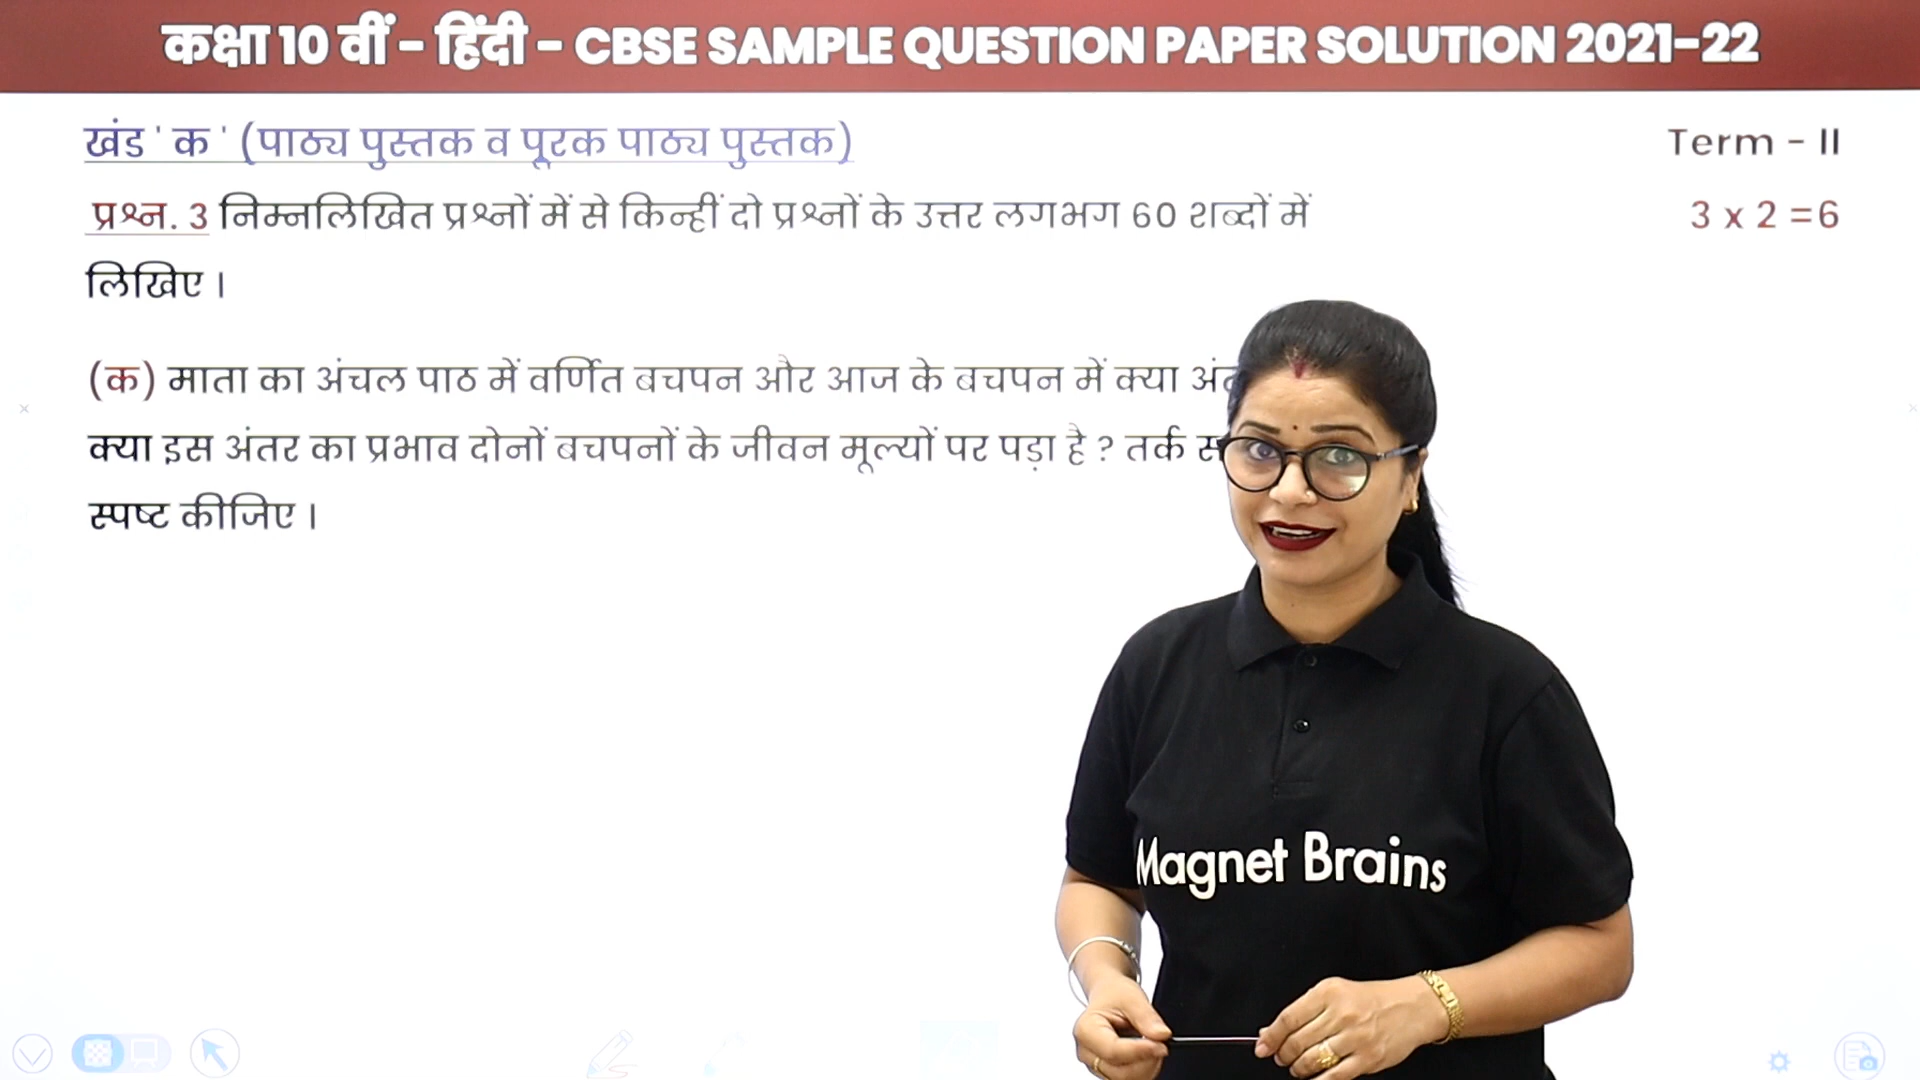 कक्षा 10 वीं - हिंदी - CBSE SAMPLE QUESTION PAPER SOLUTION 2021-22
खंड ' क ' (पाठ्य पुस्तक व पूरक पाठ्य पुस्तक)
Term - II
प्रश्न. 3 निम्नलिखित प्रश्नों में से किन्हीं दो प्रश्नों के उत्तर लगभग 60 शब्दों में
3 x 2 =6
लिखिए ।
(क) माता का अंचल पाठ में वर्णित बचपन और आज के बचपन में क्या
क्या इस अंतर का प्रभाव दोनों बचपनों के जीवन मूल्यों पर पड़ा है ? तर्क
स्पष्ट कीजिए ।
Magnet Brains